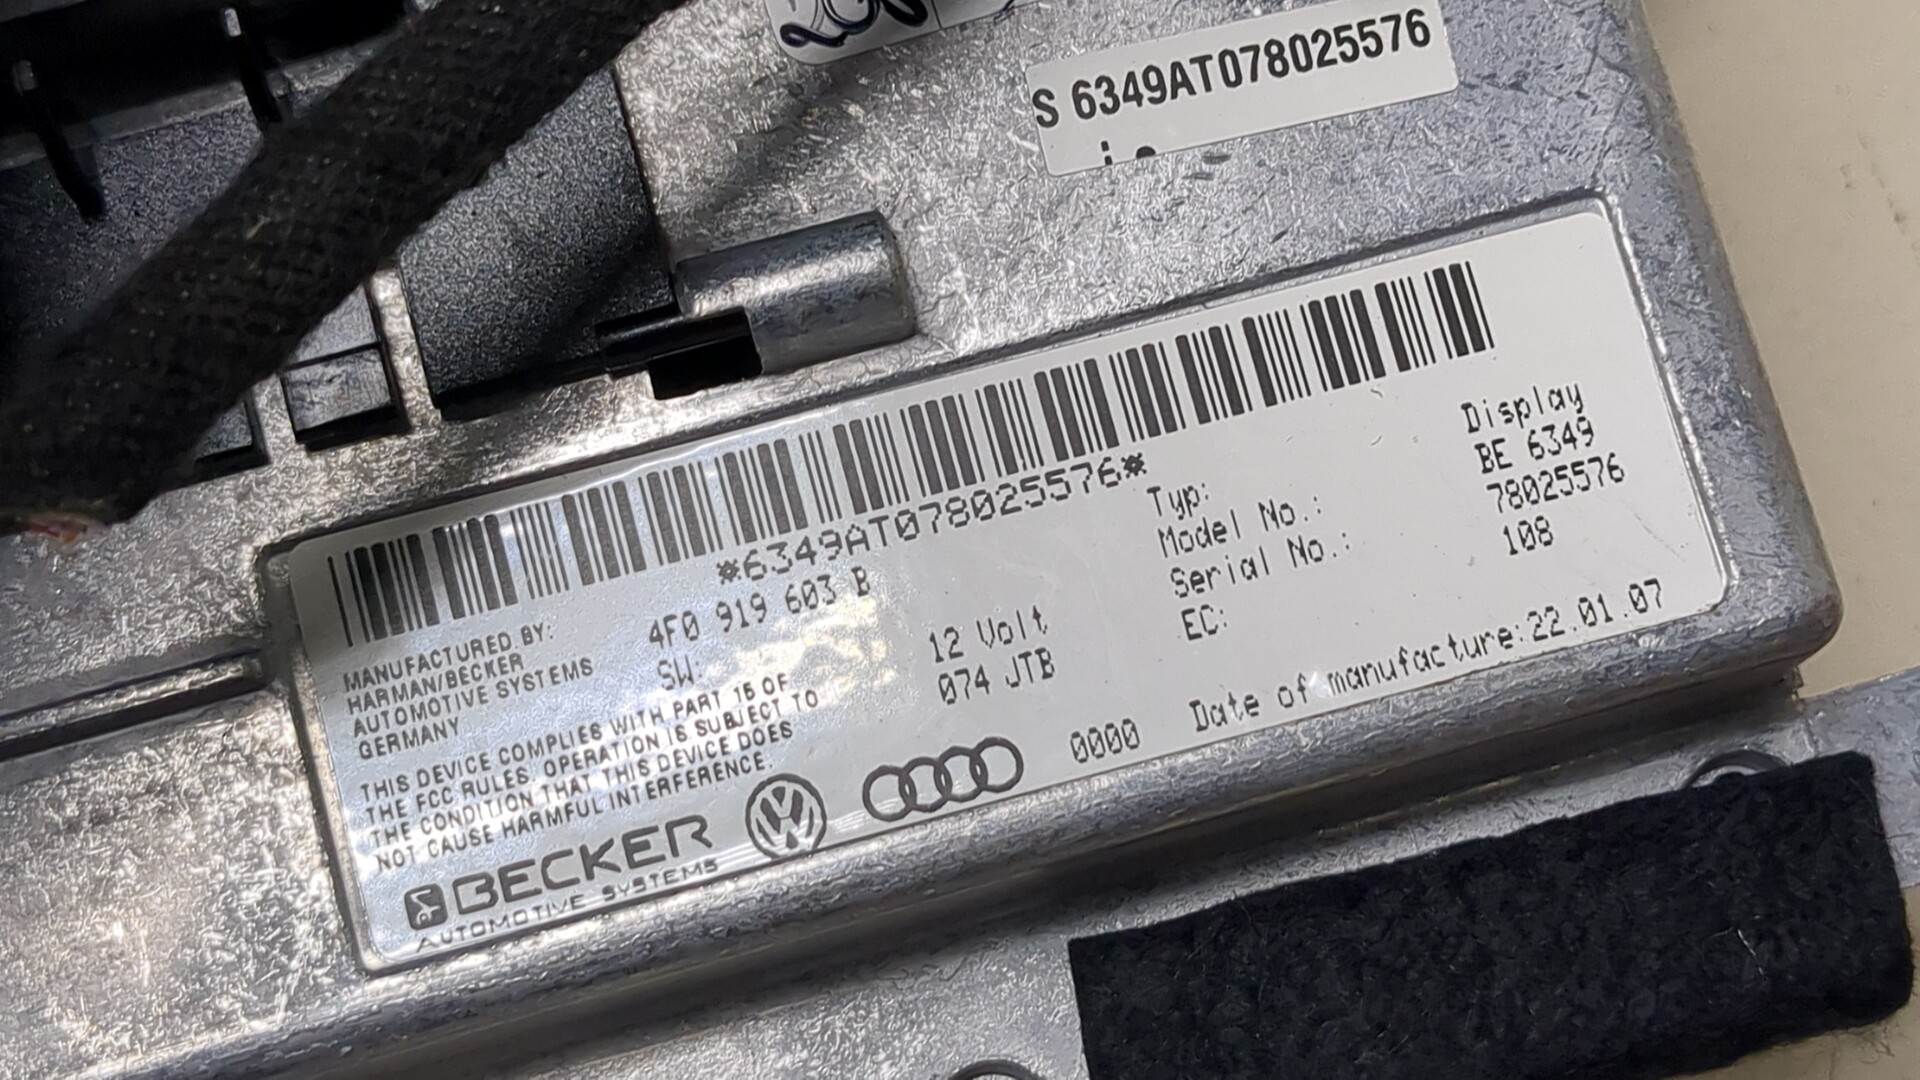 S 6349AT078025576
*6349AT078025576*
MANUFACTURED BY:
HARMAN/BECKER
AUTOMOTIVE SYSTEMS
GERMANY
4F0 919 603 B
SW:
12 Volt
074 JTB
Typ:
Display
Model No.:
BE 6349
Serial No.:
78025576
EC:
108
THIS DEVICE COMPLIES WITH PART 15 OF
THE FCC RULES. OPERATION IS SUBJECT TO
THE CONDITION THAT THIS DEVICE DOES
NOT CAUSE HARMFUL INTERFERENCE.
0000
Date of manufacture:22.01.07
BECKER
AUTOMOTIVE SYSTEMS